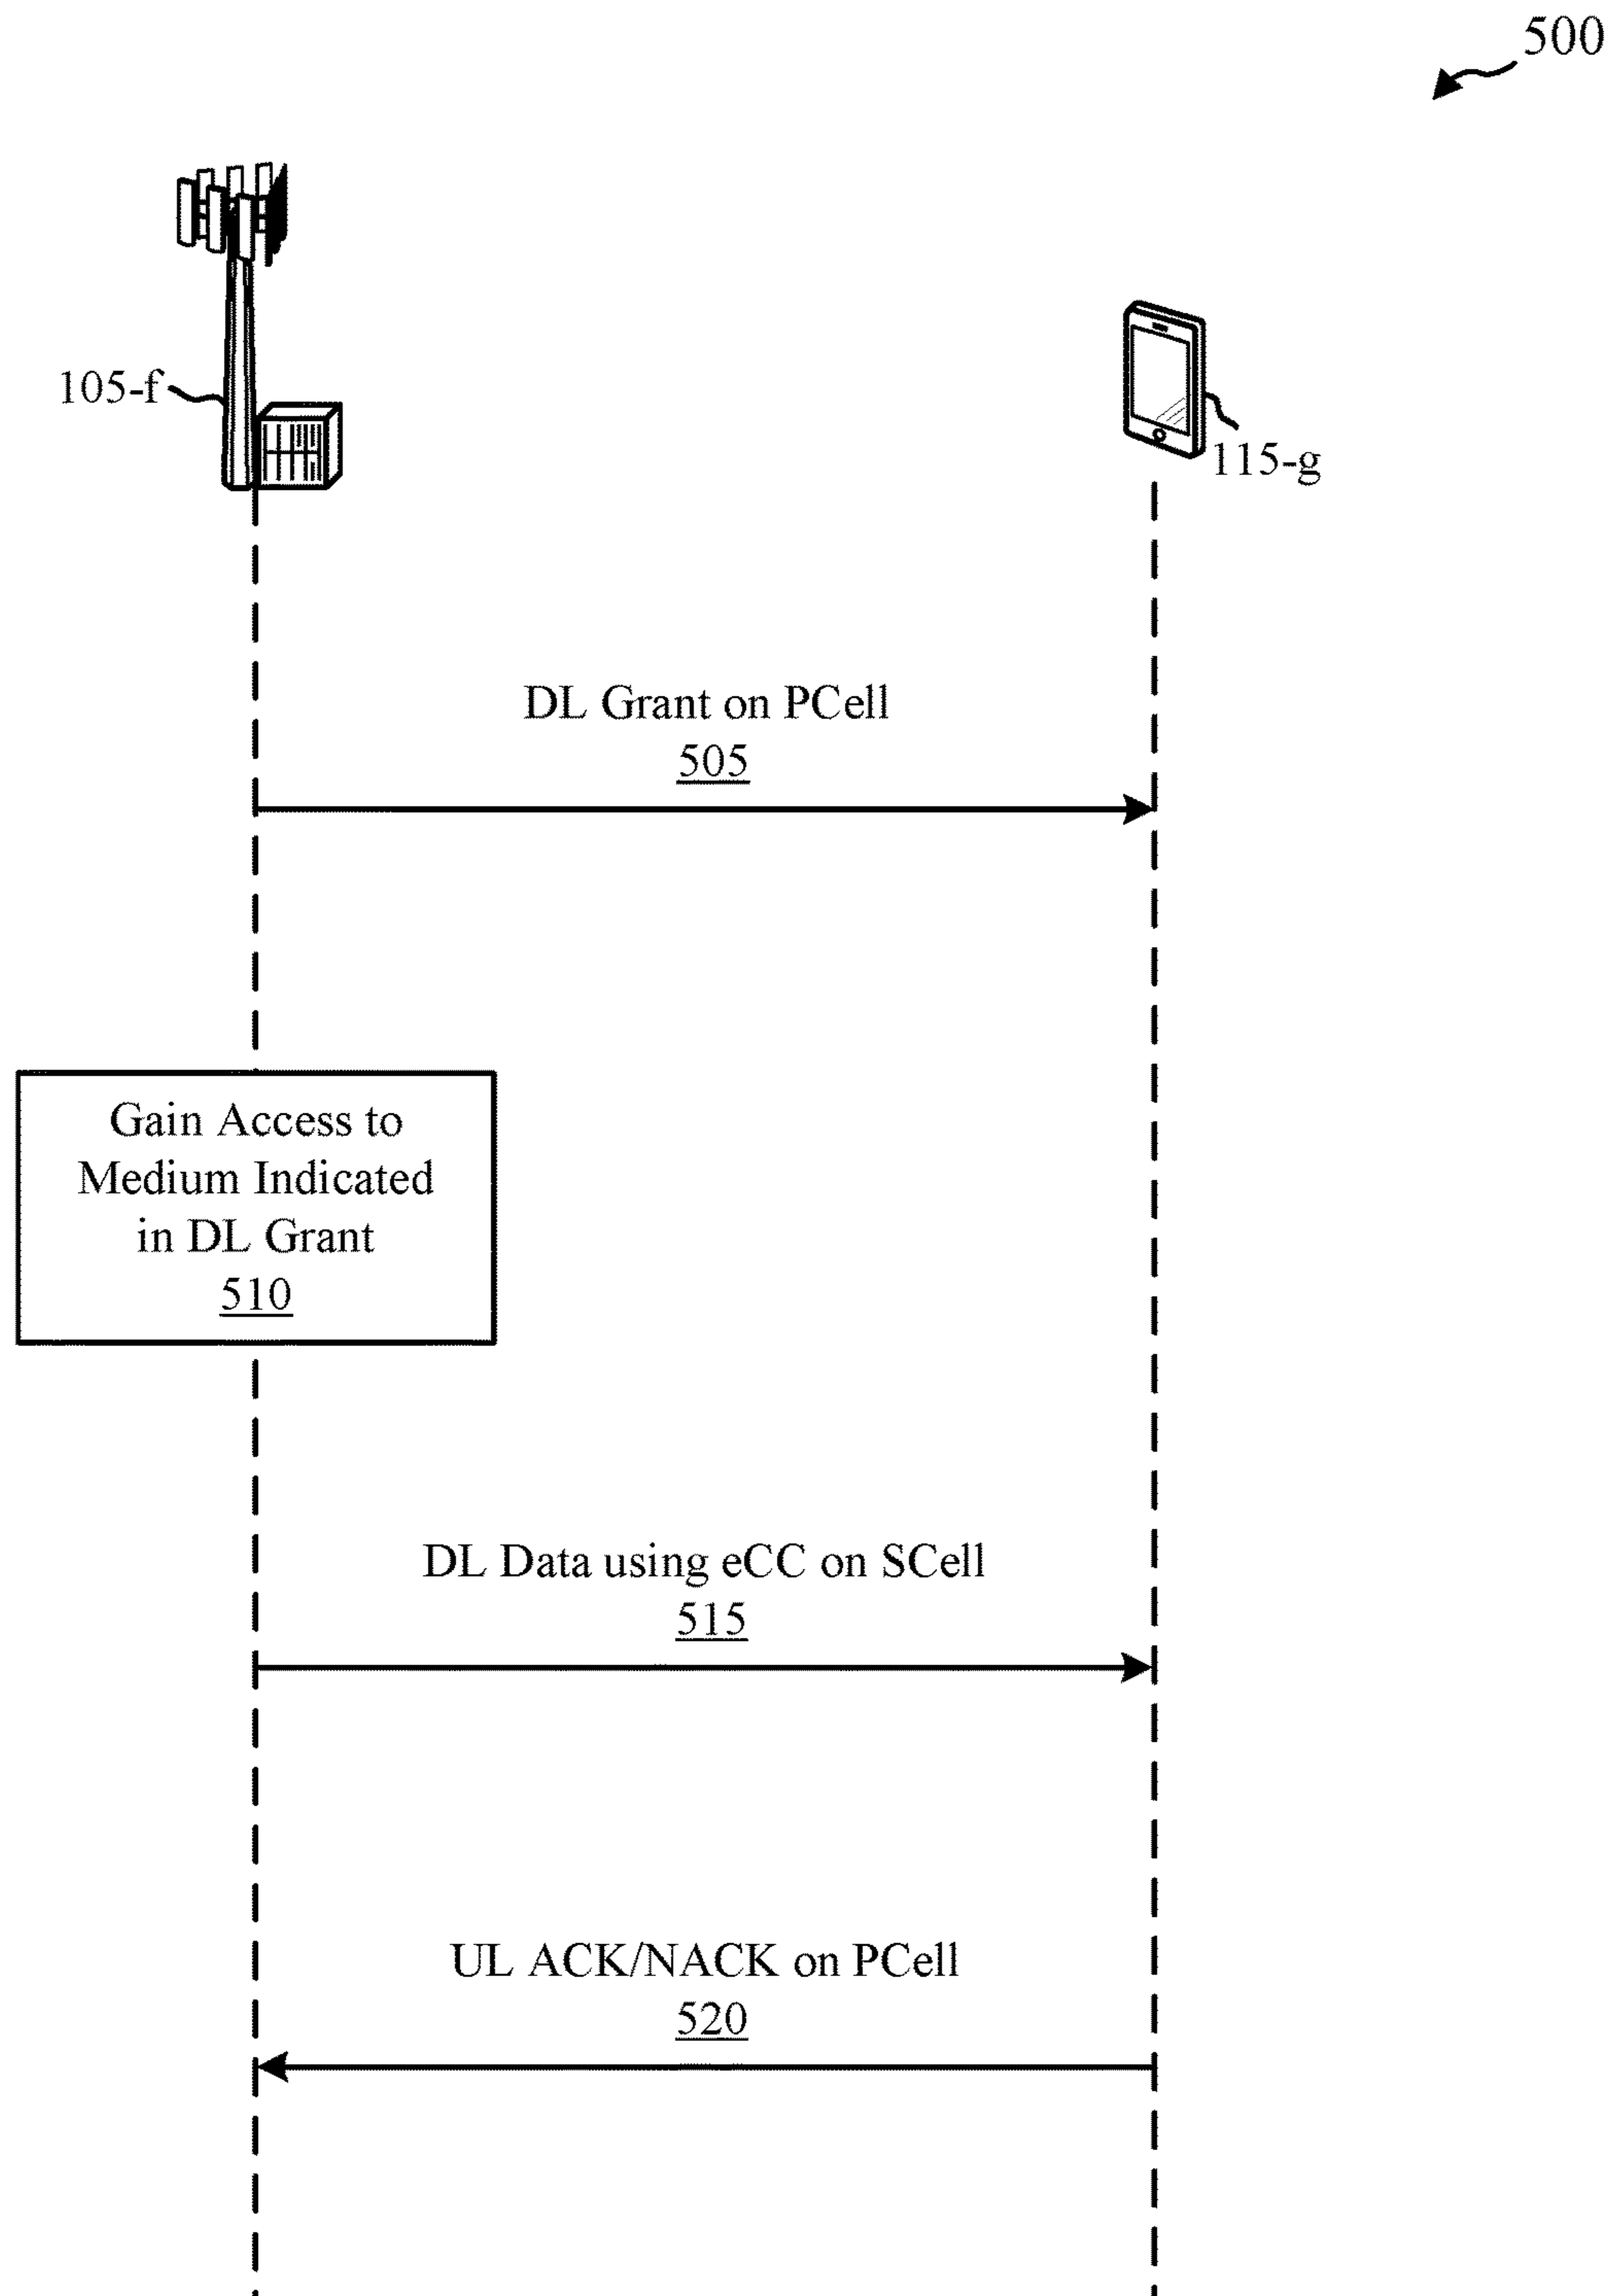 500
105-f
115-g
DL Grant on PCell
505
Gain Access to
Medium Indicated
in DL Grant
510
DL Data using eCC on SCell
515
UL ACK/NACK on PCell
520